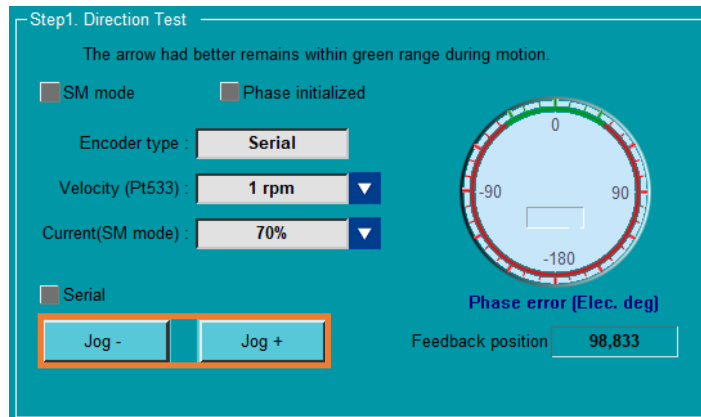 Step1. Direction Test
The arrow had better remains within green range during motion.
SM mode
Phase initialized
Encoder type :
Serial
Velocity (Pt533) :
1 rpm
Current(SM mode) :
70%
0
-90
90
-180
Serial
Phase error (Elec. deg)
Jog -
Jog +
Feedback position
98,833